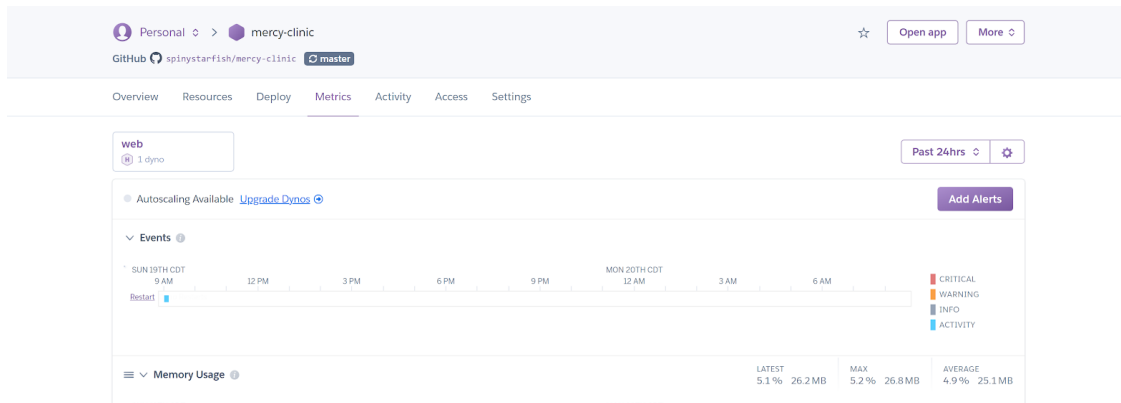 Personal > mercy-clinic
Open app
More
GitHub spinystarfish/mercy-clinic master
Overview Resources Deploy Metrics Activity Access Settings
web
H 1 dyno
Past 24hrs
Autoscaling Available Upgrade Dynos
Add Alerts
Events i
SUN 19TH CDT MON 20TH CDT
9 AM 12 PM 3 PM 6 PM 9 PM 12 AM 3 AM 6 AM
Restart
CRITICAL
WARNING
INFO
ACTIVITY
Memory Usage i
LATEST MAX AVERAGE
5.1 % 26.2 MB 5.2 % 26.8 MB 4.9 % 25.1 MB